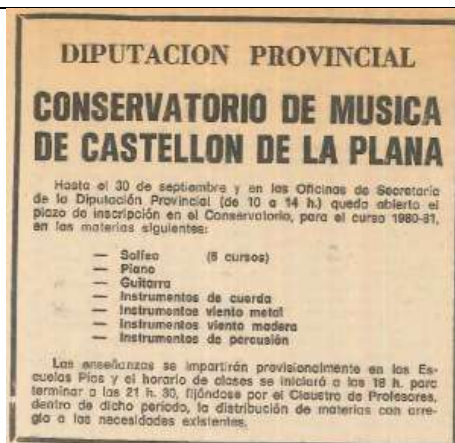 DIPUTACION PROVINCIAL
CONSERVATORIO DE MUSICA
DE CASTELLON DE LA PLANA
Hasta el 30 de septiembre y en las Oficinas de Secretaría
de la Diputación Provincial (de 10 a 14 h.) queda abierto el
plazo de inscripción en el Conservatorio, para el curso 1980-81,
en las materias siguientes:
— Solfeo (5 cursos)
— Piano
— Guitarra
— Instrumentos de cuerda
— Instrumentos viento metal
— Instrumentos viento madera
— Instrumentos de percusión
Las enseñanzas se impartirán provisionalmente en las Es-
cuelas Pías y el horario de clases se iniciará a las 18 h. para
terminar a las 21 h. 30, fijándose por el Claustro de Profesores,
dentro de dicho período, la distribución de materias con arre-
glo a las necesidades existentes.